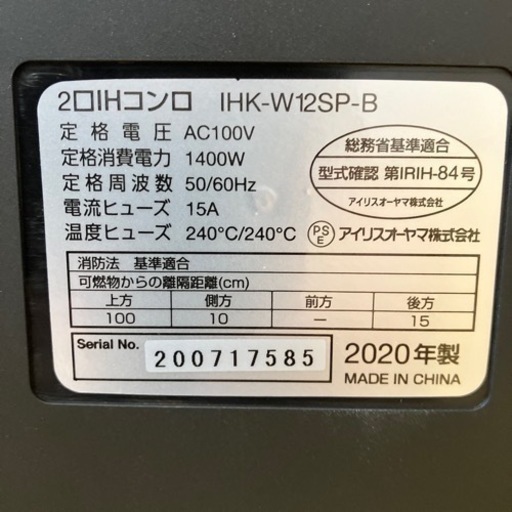 2口IHコンロ IHK-W12SP-B
定格電圧 AC100V
定格消費電力 1400W
定格周波数 50/60Hz
電流ヒューズ 15A
温度ヒューズ 240℃/240℃
総務省基準適合
型式確認 第IRIH-84号
アイリスオーヤマ株式会社
PSE アイリスオーヤマ株式会社
消防法 基準適合
可燃物からの離隔距離(cm)
上方 側方 前方 後方
100 10 — 15
Serial No. 200717585
2020年製
MADE IN CHINA